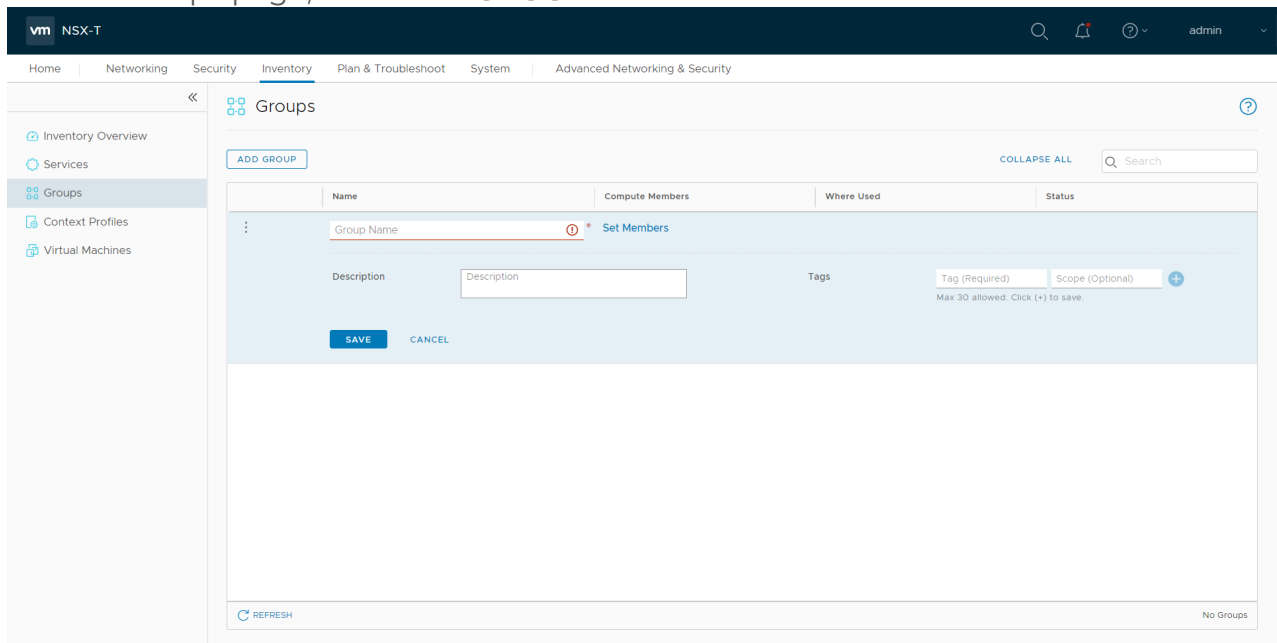 vm NSX-T admin
Home Networking Security Inventory Plan & Troubleshoot System Advanced Networking & Security
Groups
Inventory Overview
Services
Groups
Context Profiles
Virtual Machines
ADD GROUP COLLAPSE ALL Search
Name Compute Members Where Used Status
Group Name * Set Members
Description Description Tags Tag (Required) Scope (Optional)
Max 30 allowed. Click (+) to save.
SAVE CANCEL
REFRESH No Groups